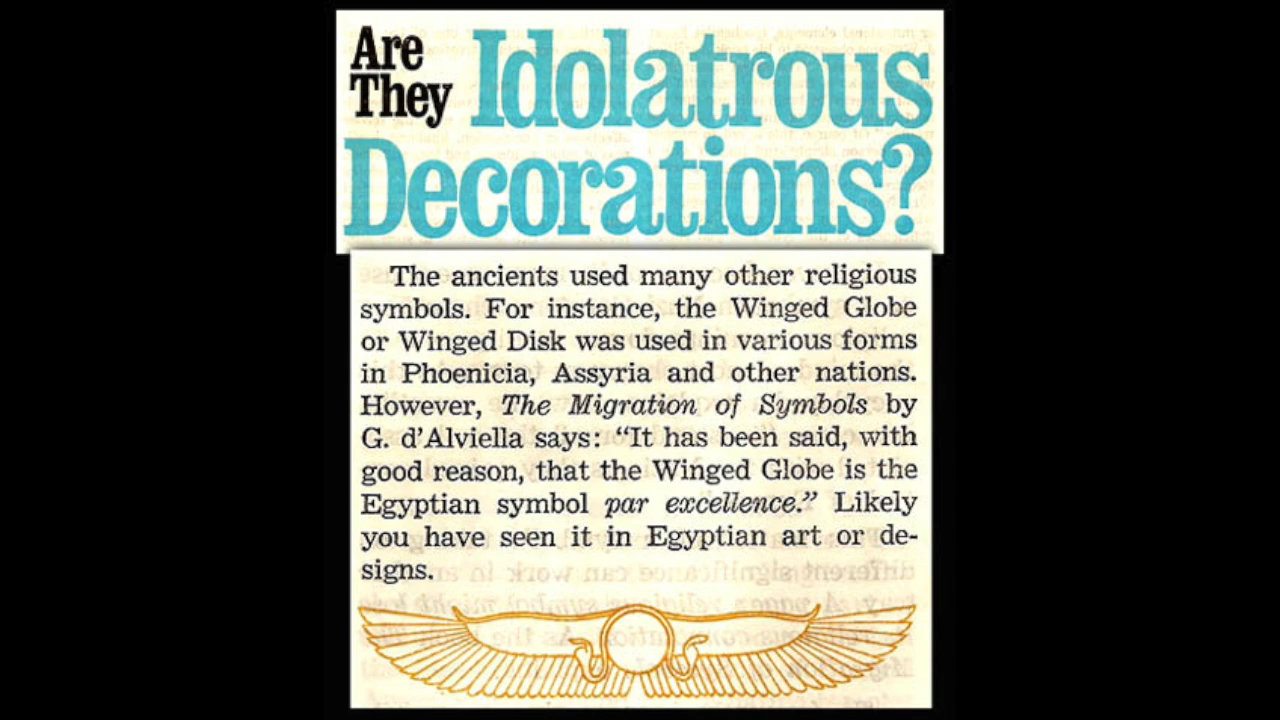 Are
They Idolatrous
Decorations?
The ancients used many other religious
symbols. For instance, the Winged Globe
or Winged Disk was used in various forms
in Phoenicia, Assyria and other nations.
However, The Migration of Symbols by
G. d'Alviella says: “It has been said, with
good reason, that the Winged Globe is the
Egyptian symbol par excellence.” Likely
you have seen it in Egyptian art or de-
signs.